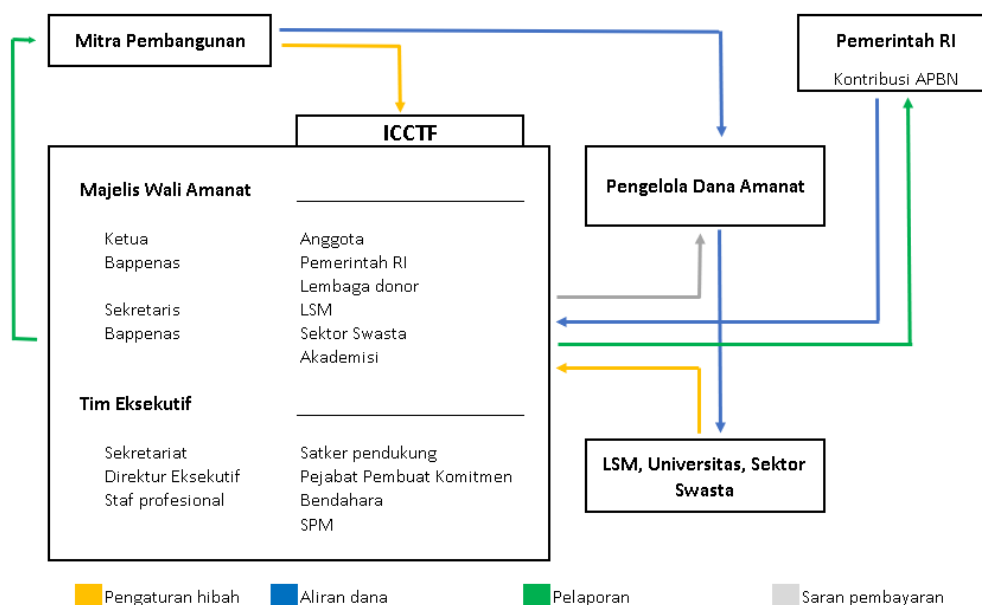 Mitra Pembangunan
Pemerintah RI
Kontribusi APBN
ICCTF
Majelis Wali Amanat
Ketua
Bappenas
Sekretaris
Bappenas
Anggota
Pemerintah RI
Lembaga donor
LSM
Sektor Swasta
Akademisi
Tim Eksekutif
Sekretariat
Direktur Eksekutif
Staf profesional
Satker pendukung
Pejabat Pembuat Komitmen
Bendahara
SPM
Pengelola Dana Amanat
LSM, Universitas, Sektor
Swasta
Pengaturan hibah
Aliran dana
Pelaporan
Saran pembayaran